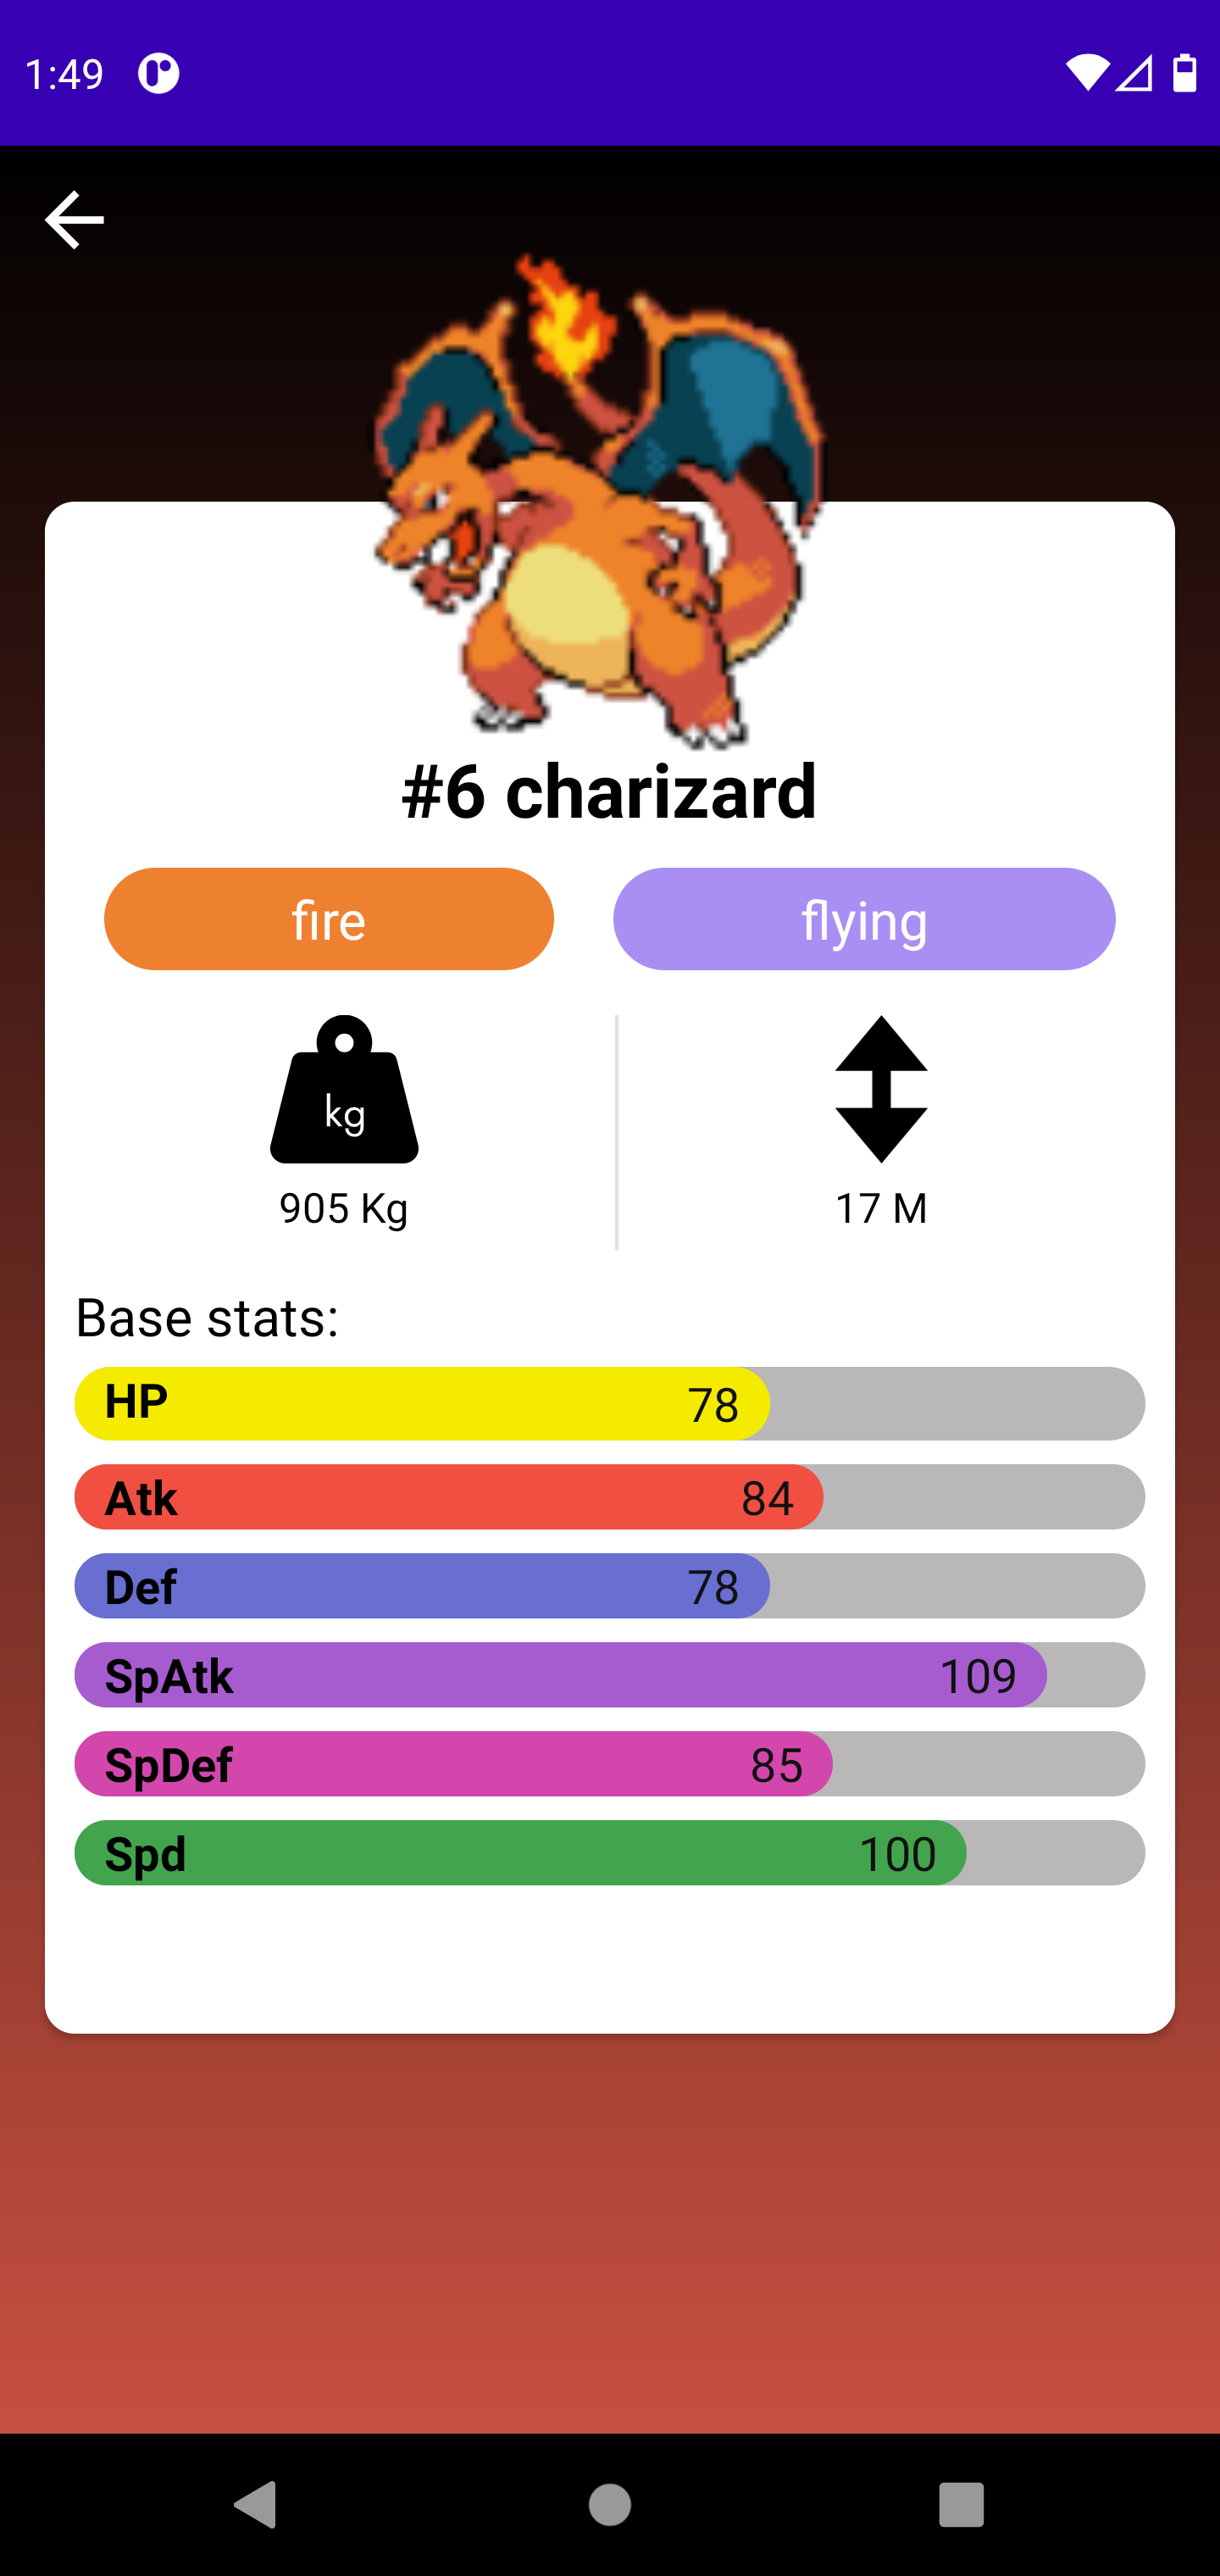 1:49
#6 charizard
fire flying
kg
905 Kg 17 M
Base stats:
HP 78
Atk 84
Def 78
SpAtk 109
SpDef 85
Spd 100